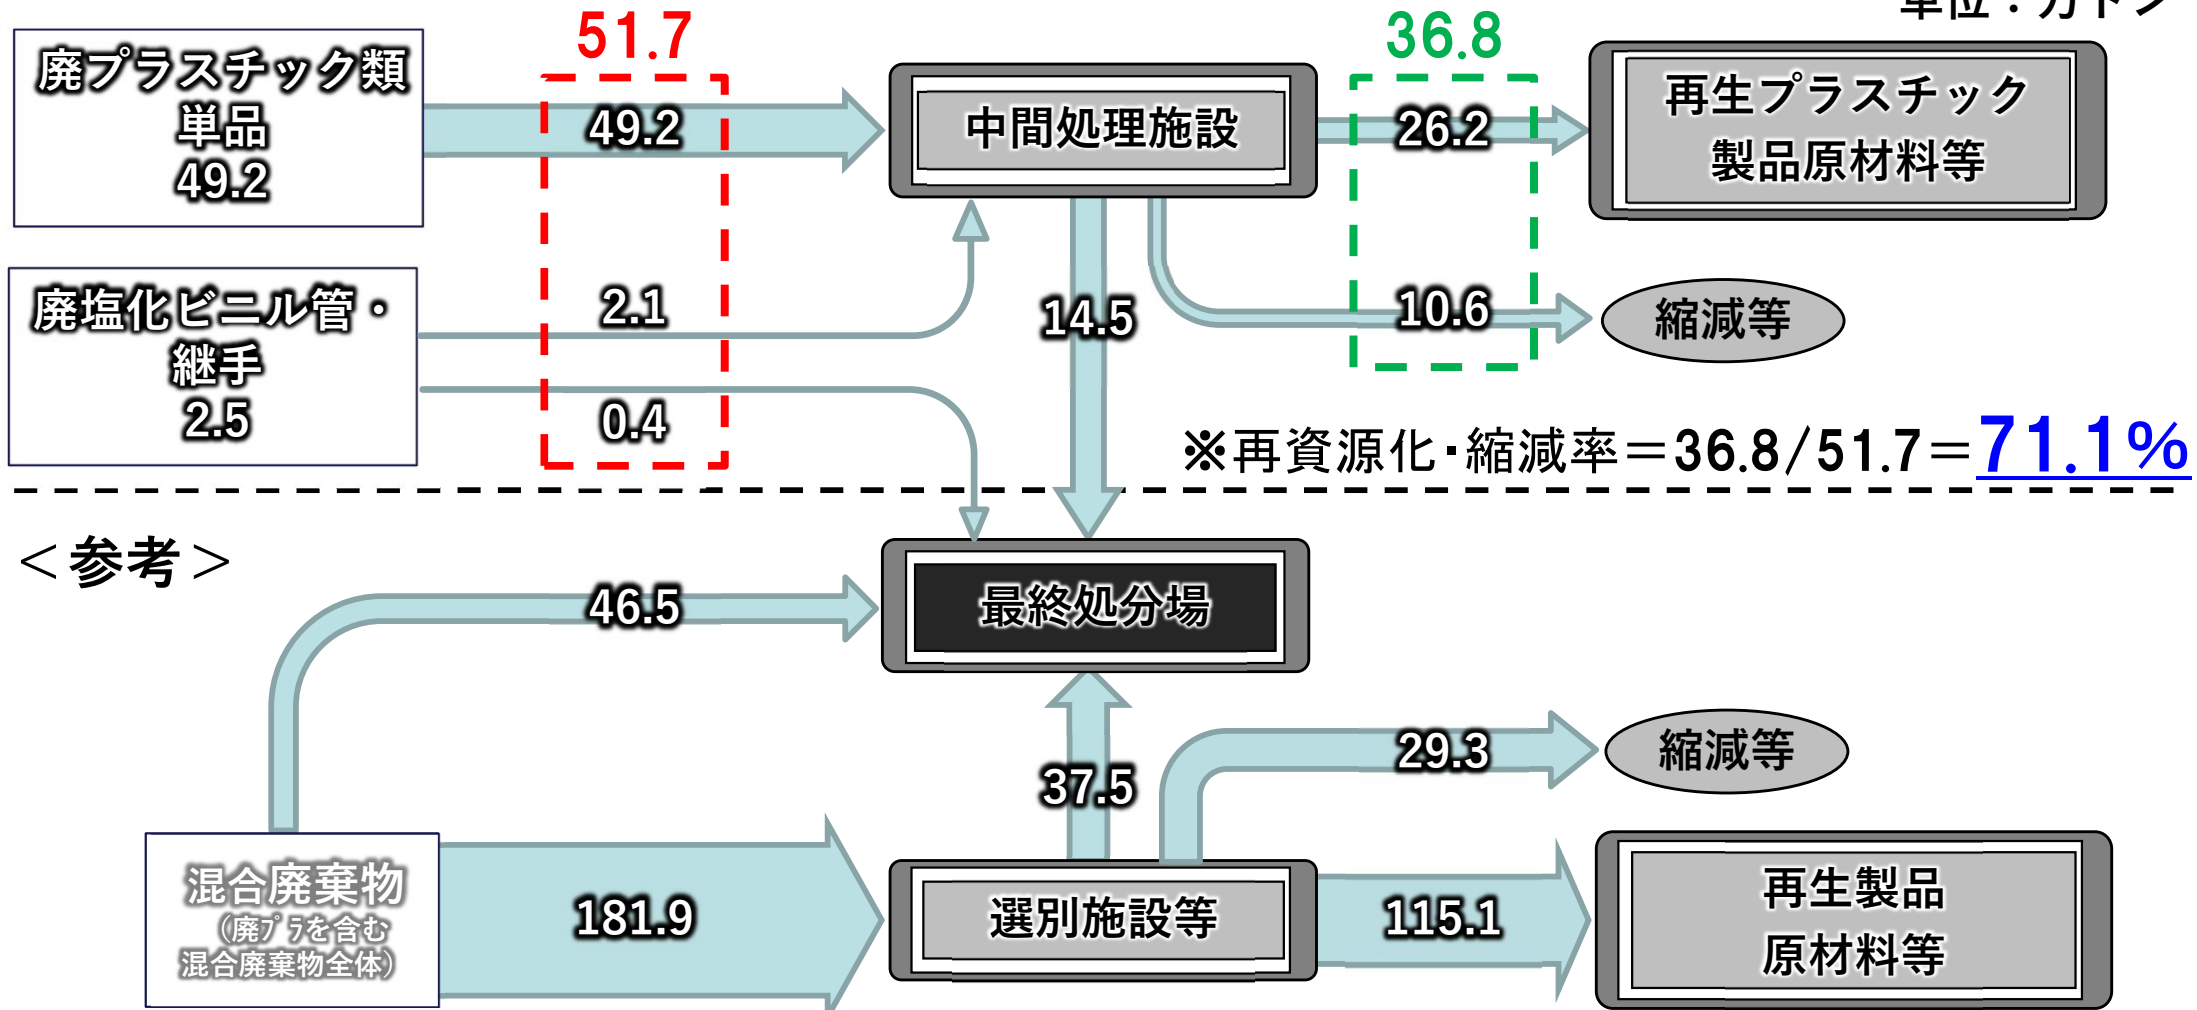 単位：万トン
51.7
36.8
廃プラスチック類
単品
49.2
49.2
中間処理施設
26.2
再生プラスチック
製品原材料等
廃塩化ビニル管・
継手
2.5
2.1
0.4
14.5
10.6
縮減等
※再資源化・縮減率＝36.8/51.7＝71.1%
＜参考＞
46.5
最終処分場
37.5
29.3
縮減等
混合廃棄物
（廃プラを含む
混合廃棄物全体）
181.9
選別施設等
115.1
再生製品
原材料等